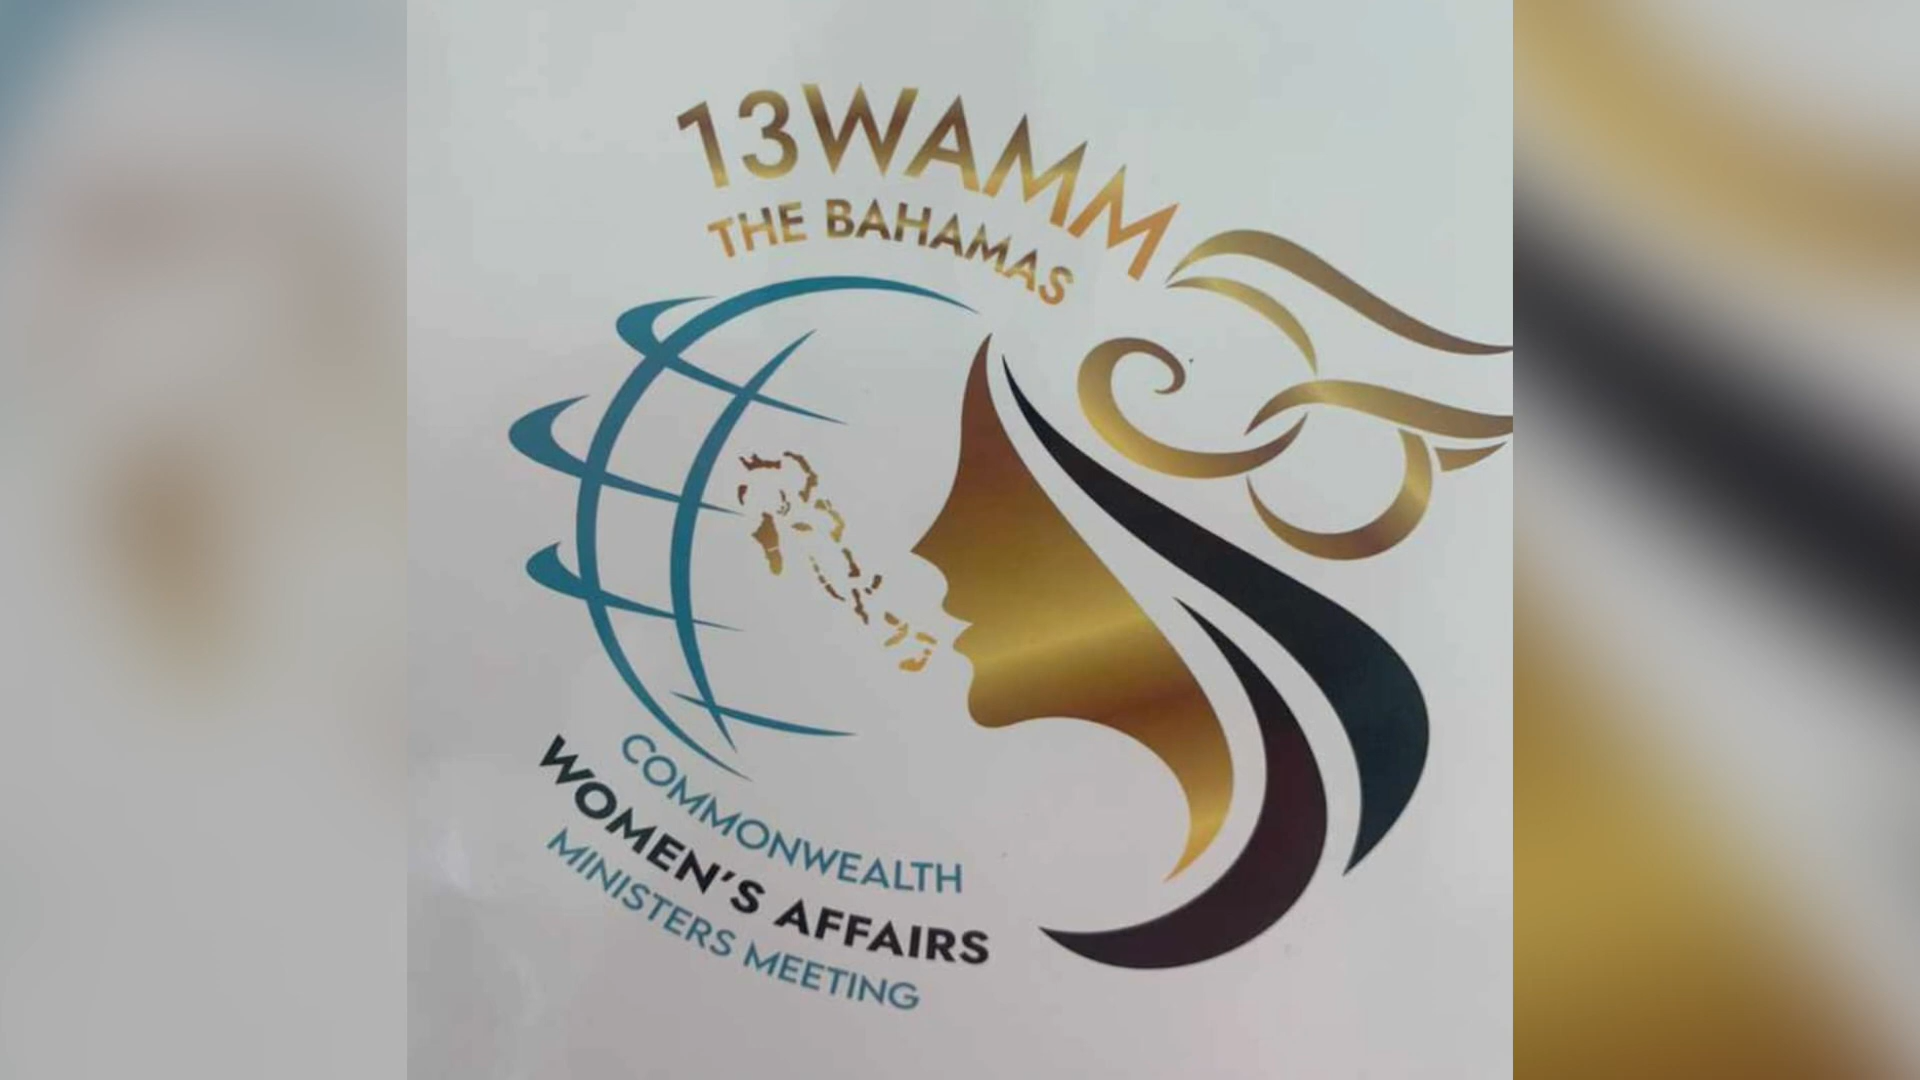 13WAMM
THE BAHAMAS
COMMONWEALTH
WOMEN'S AFFAIRS
MINISTERS MEETING